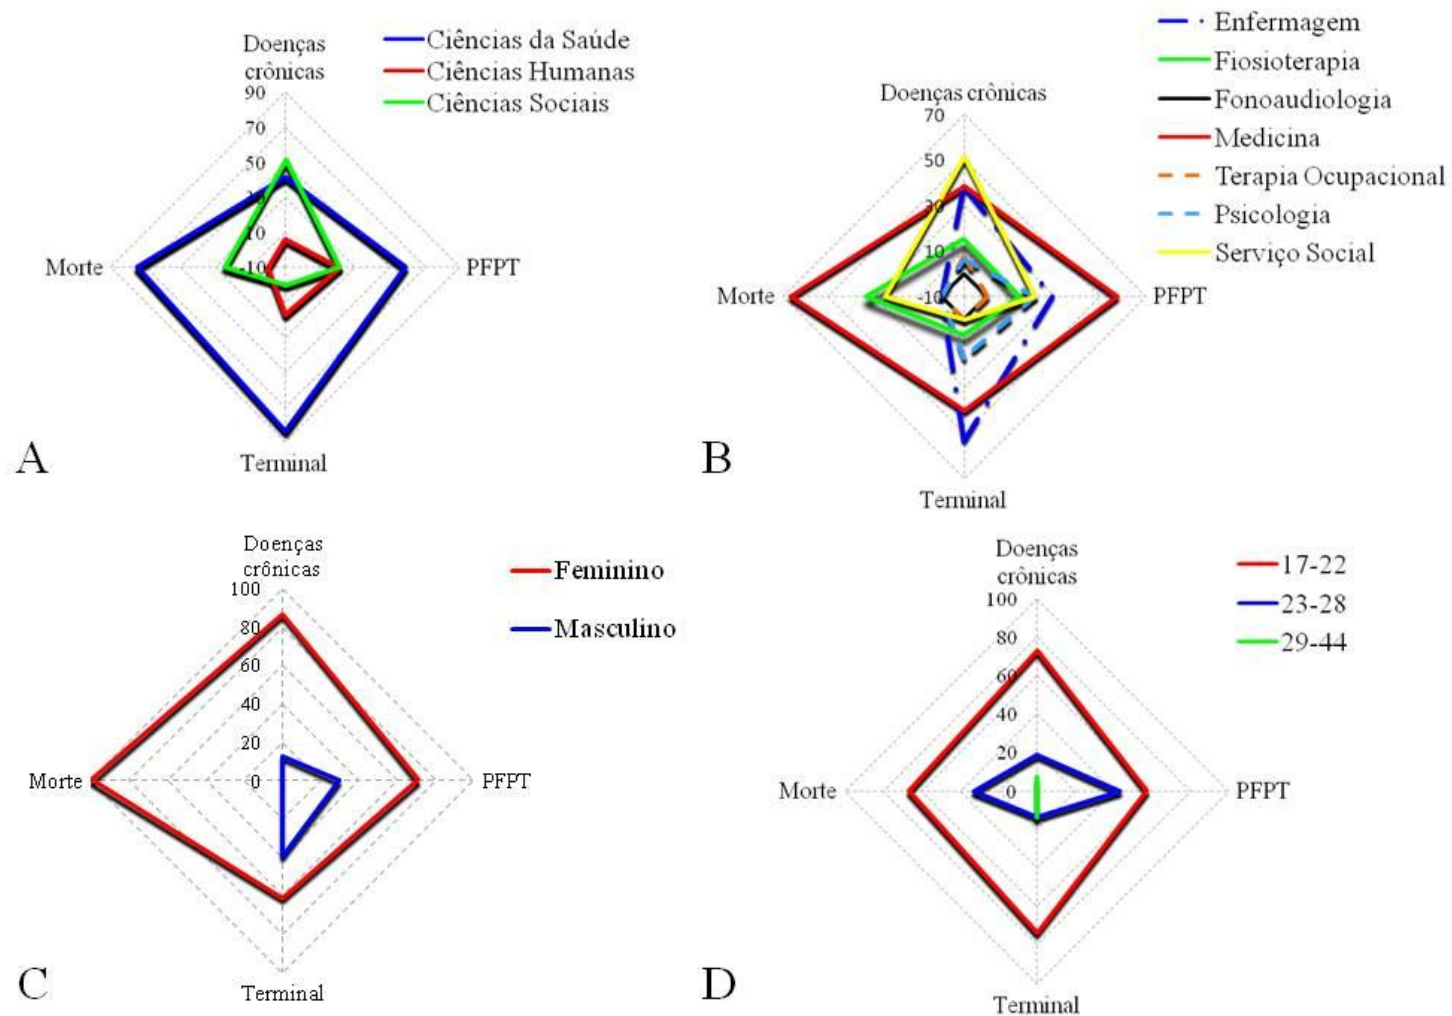 Doenças
crônicas
90
70
50
30
10
-10
Morte
PFPT
Terminal
Ciências da Saúde
Ciências Humanas
Ciências Sociais
A
Doenças crônicas
70
50
30
10
-10
Morte
PFPT
Terminal
Enfermagem
Fiosioterapia
Fonoaudiologia
Medicina
Terapia Ocupacional
Psicologia
Serviço Social
B
Doenças
crônicas
100
80
60
40
20
0
Morte
PFPT
Terminal
Feminino
Masculino
C
Doenças
crônicas
100
80
60
40
20
0
Morte
PFPT
Terminal
17-22
23-28
29-44
D